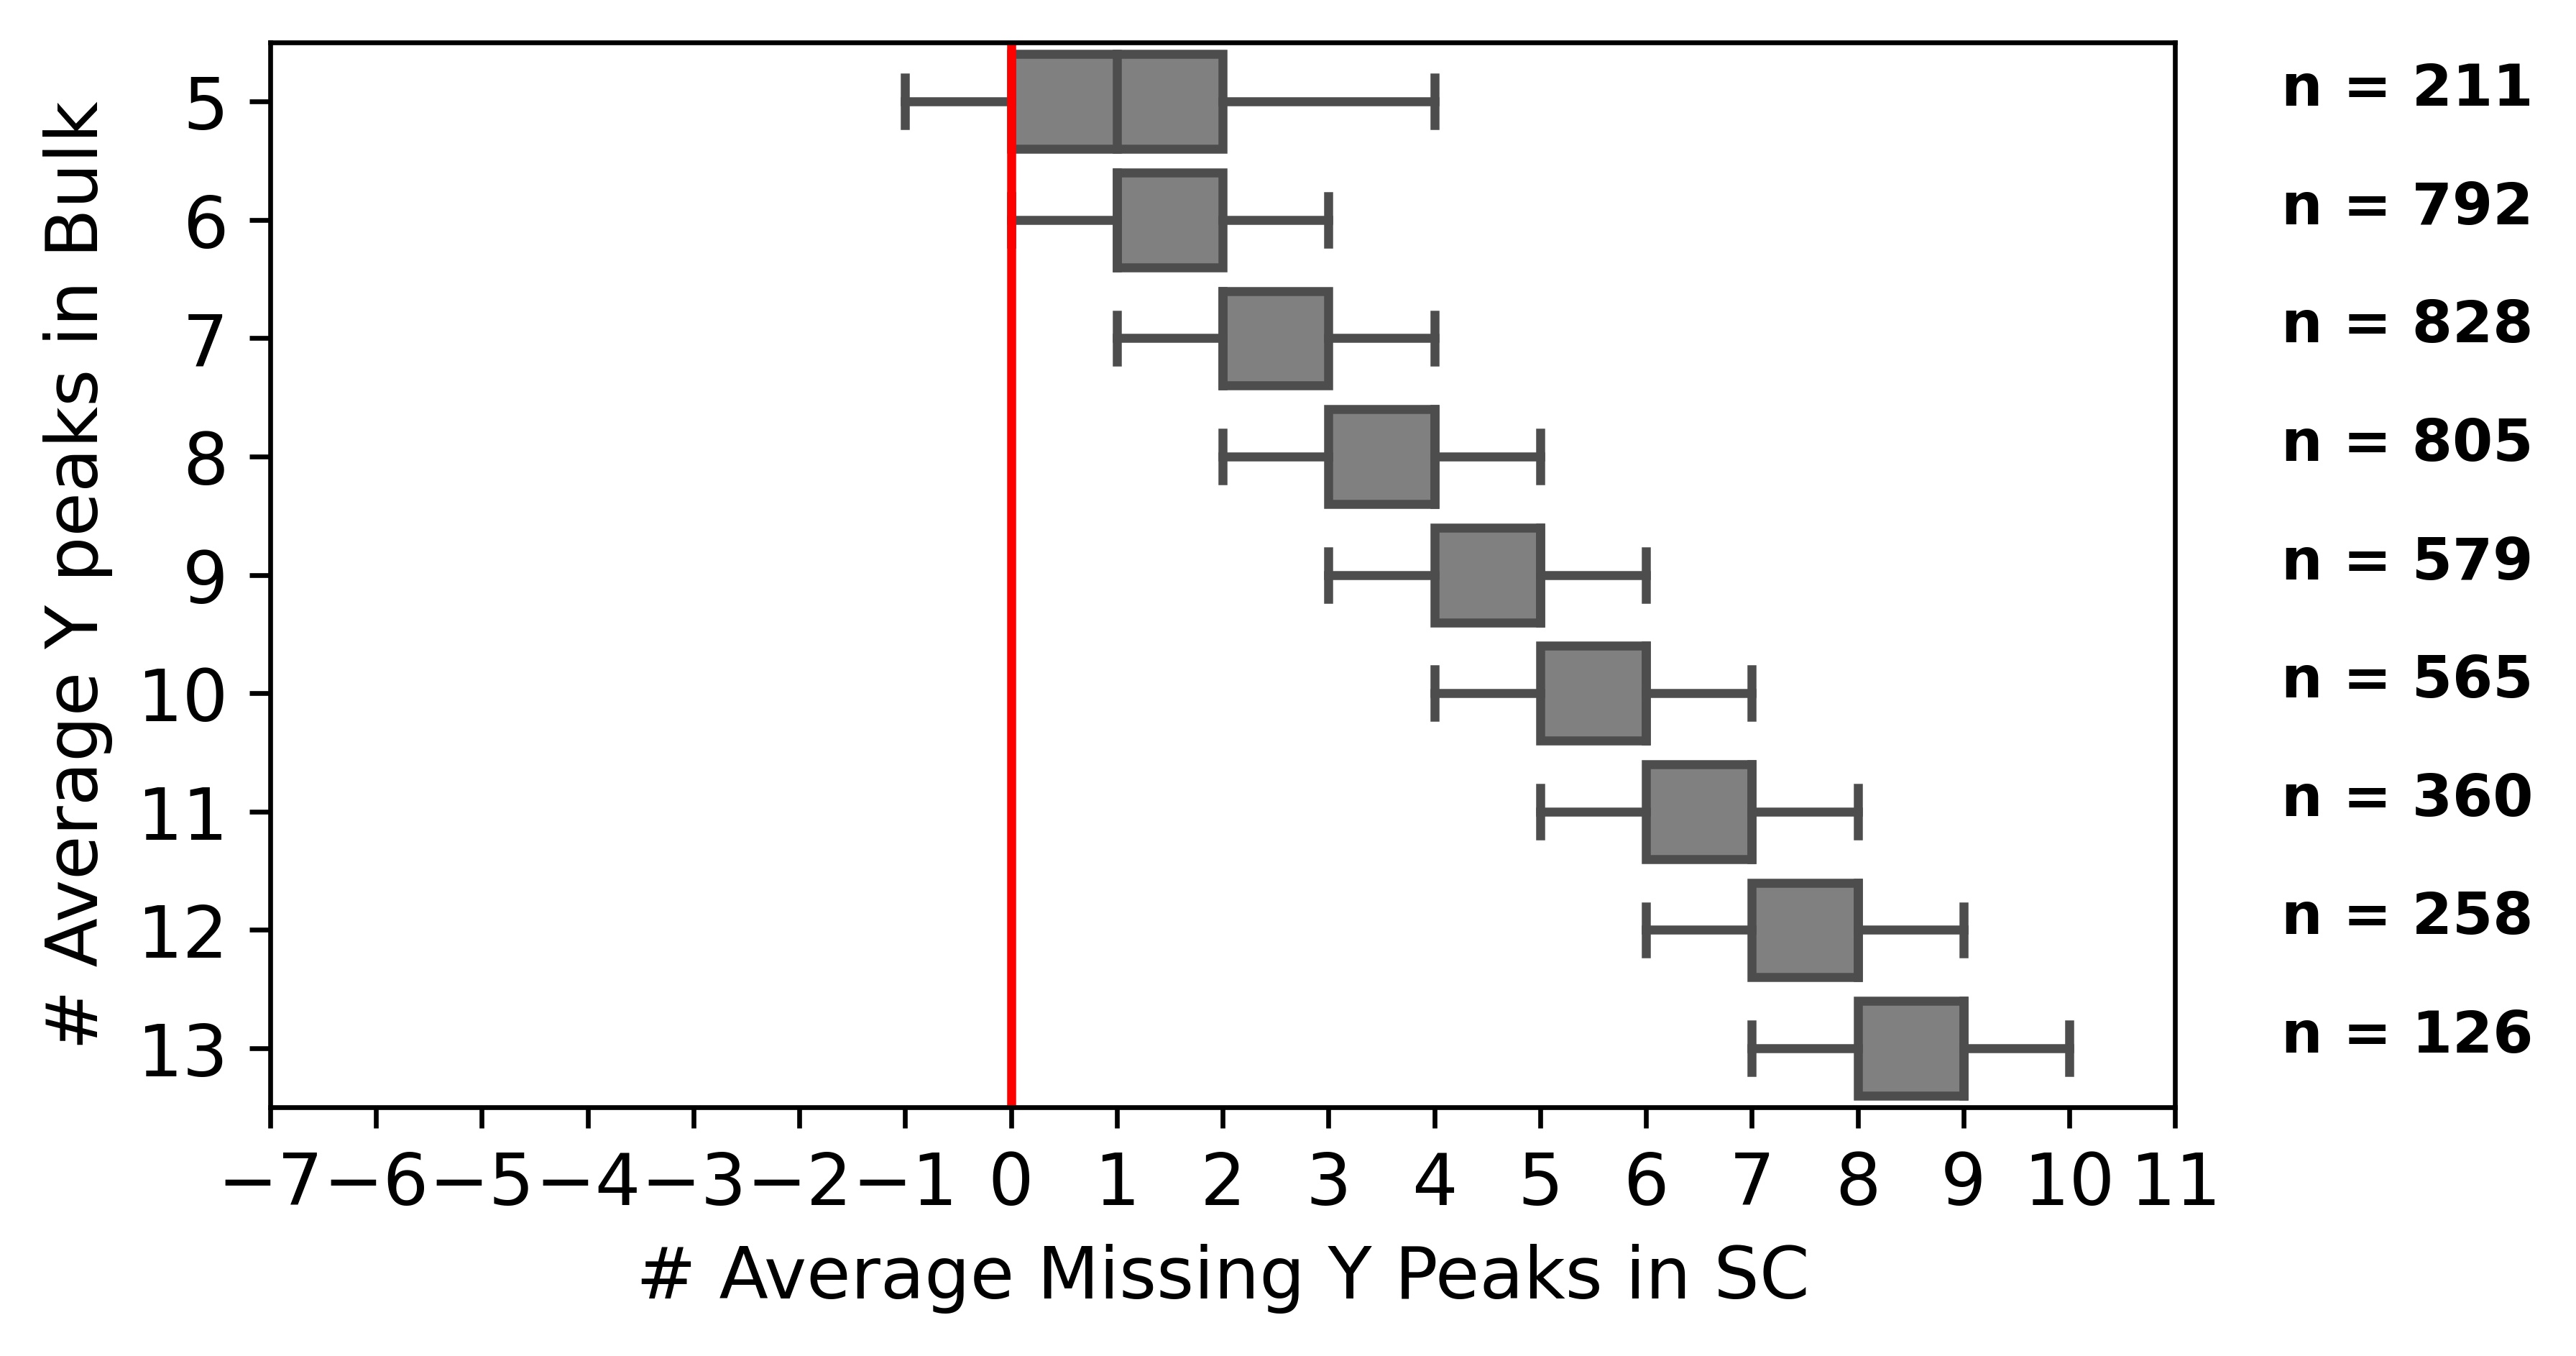 # Average Y peaks in Bulk
5 n = 211
6 n = 792
7 n = 828
8 n = 805
9 n = 579
10 n = 565
11 n = 360
12 n = 258
13 n = 126
−7 −6 −5 −4 −3 −2 −1 0 1 2 3 4 5 6 7 8 9 10 11
# Average Missing Y Peaks in SC